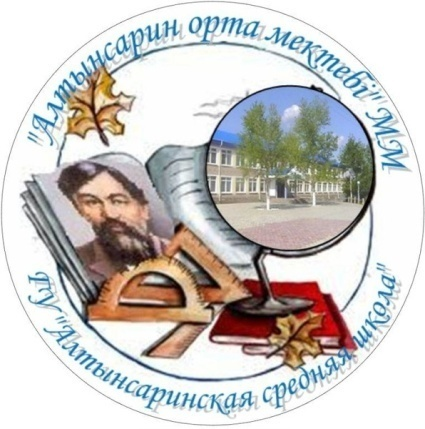 "Алтынсарин орта мектебі" ММ
ГУ "Алтынсаринская средняя школа"